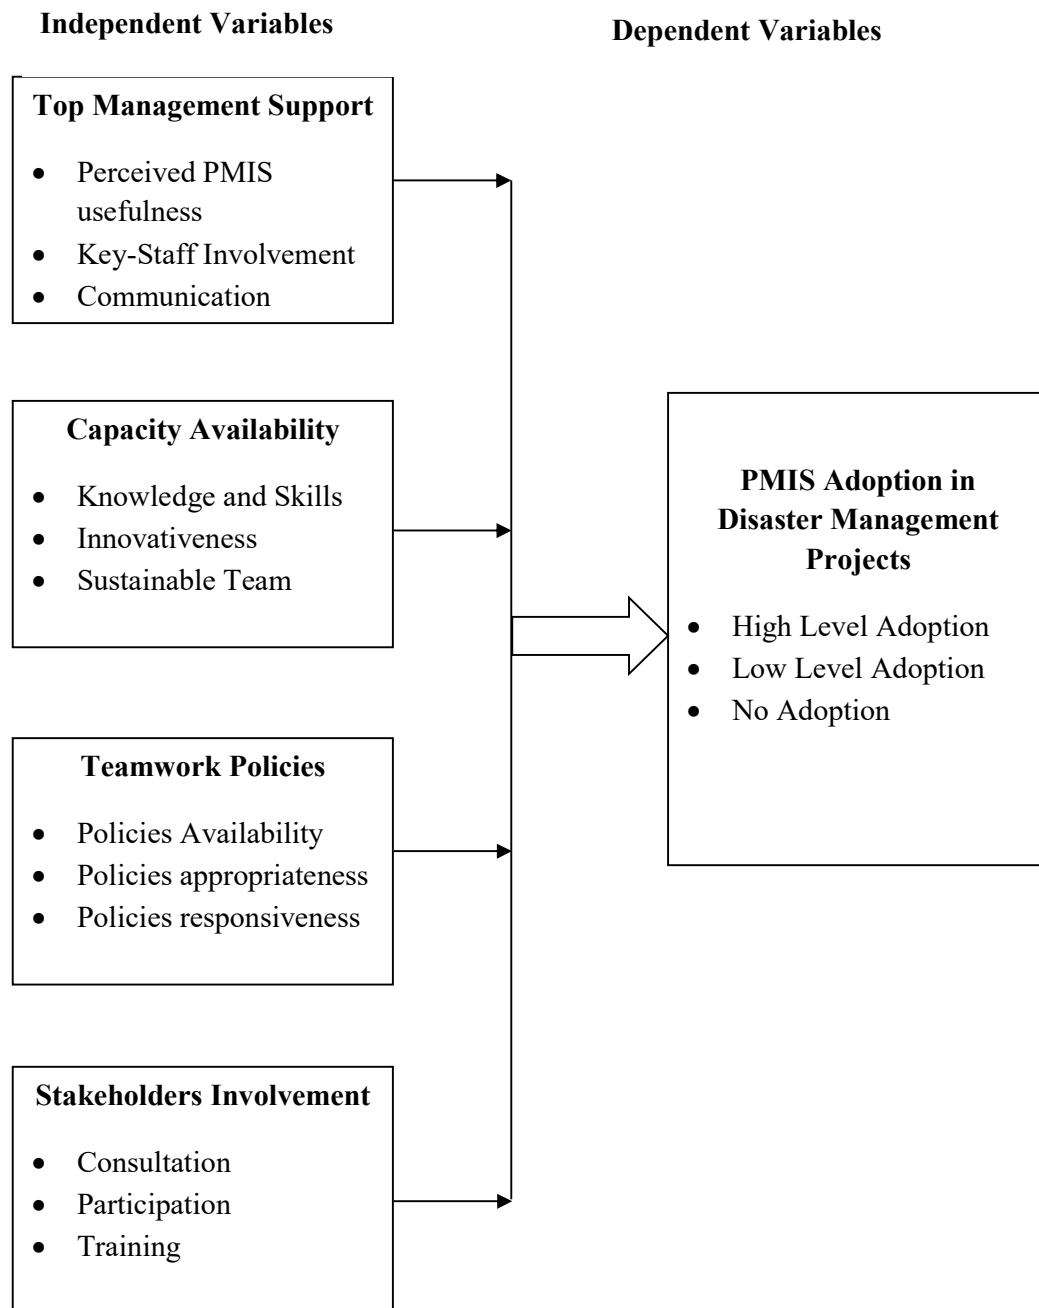 Independent Variables
Dependent Variables
Top Management Support
• Perceived PMIS
usefulness
• Key-Staff Involvement
• Communication
Capacity Availability
• Knowledge and Skills
• Innovativeness
• Sustainable Team
Teamwork Policies
• Policies Availability
• Policies appropriateness
• Policies responsiveness
Stakeholders Involvement
• Consultation
• Participation
• Training
PMIS Adoption in
Disaster Management
Projects
• High Level Adoption
• Low Level Adoption
• No Adoption